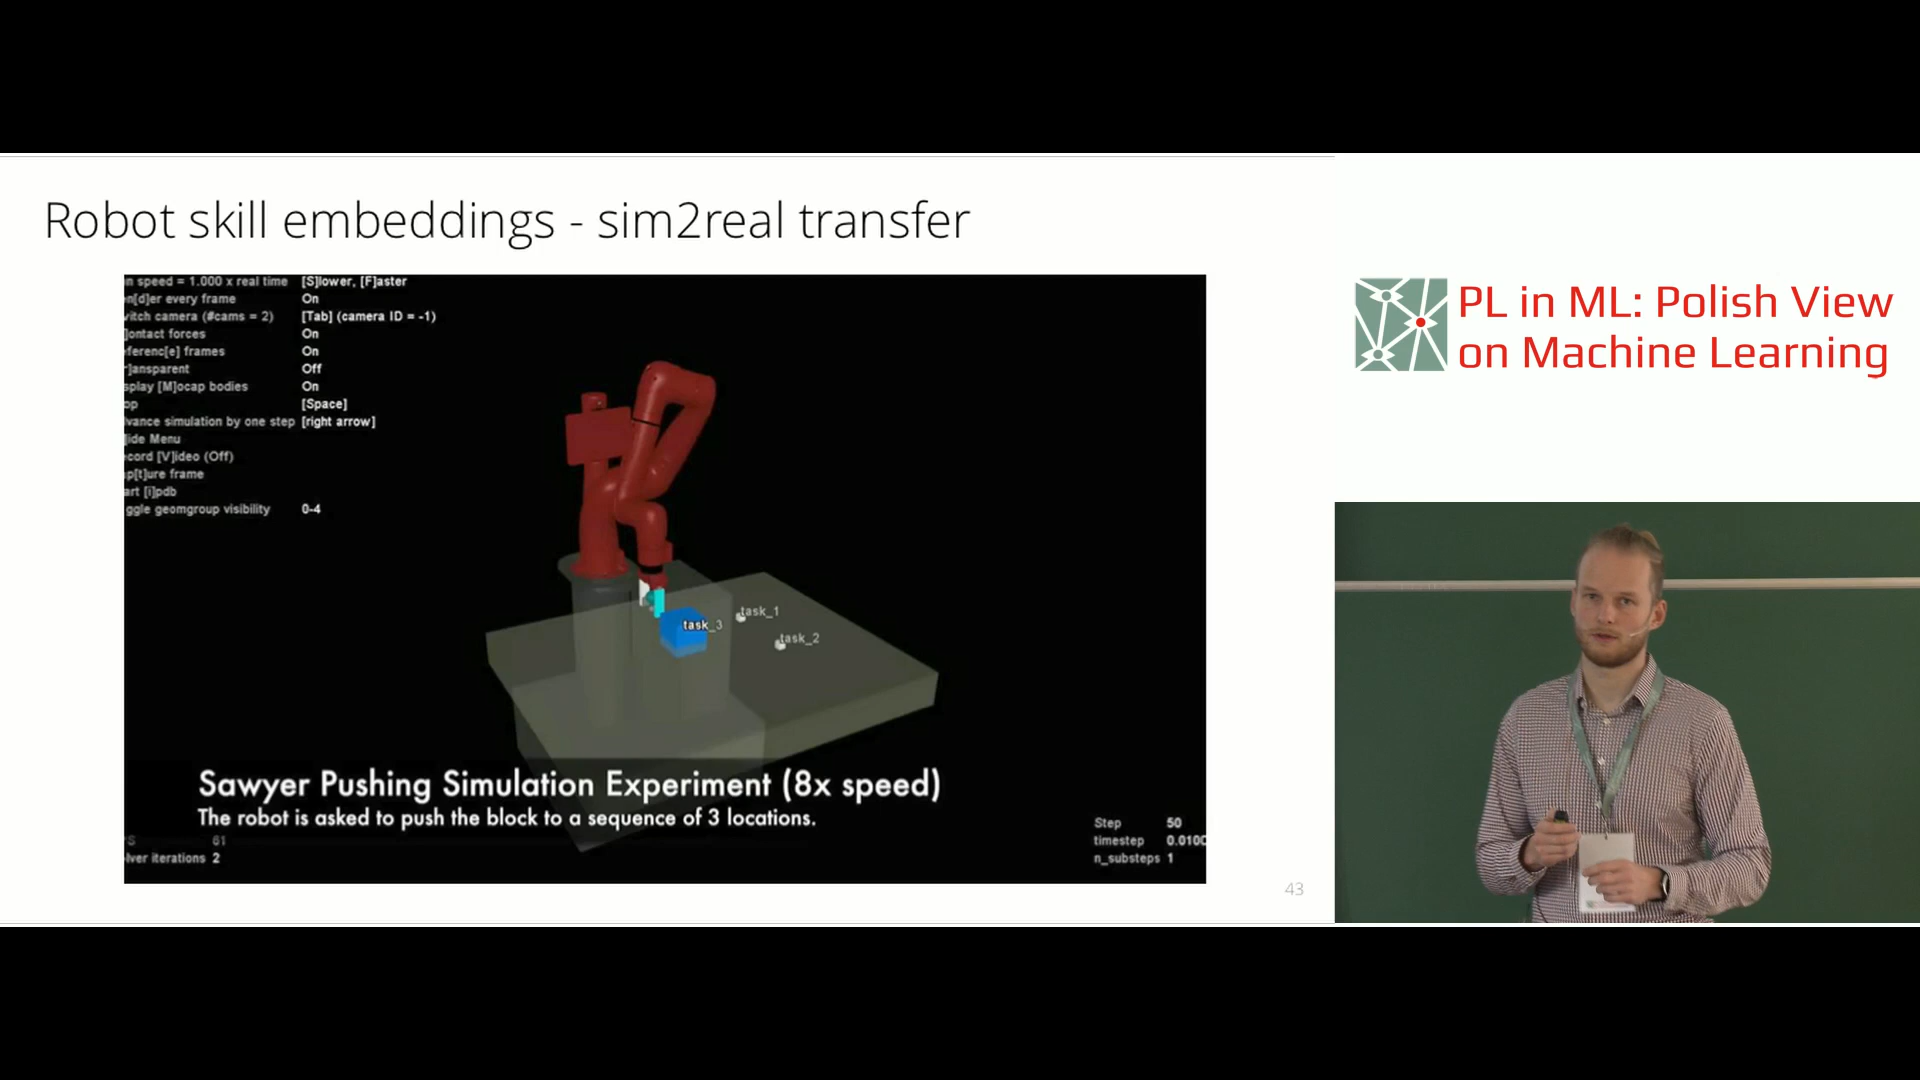 Robot skill embeddings - sim2real transfer
n speed = 1.000 x real time [S]lower, [F]aster
n[d]er every frame On
vitch camera (#cams = 2) [Tab] (camera ID = -1)
]ontact forces On
ferenc[e] frames On
]ansparent Off
splay [M]ocap bodies On
op [Space]
lvance simulation by one step [right arrow]
]ide Menu
cord [V]ideo (Off)
p[t]ure frame
art [i]pdb
ggle geomgroup visibility 0-4
task_1
task_3
task_2
Sawyer Pushing Simulation Experiment (8x speed)
The robot is asked to push the block to a sequence of 3 locations.
S 61
lver iterations 2
Step 50
timestep 0.0100
n_substeps 1
43
PL in ML: Polish View
on Machine Learning